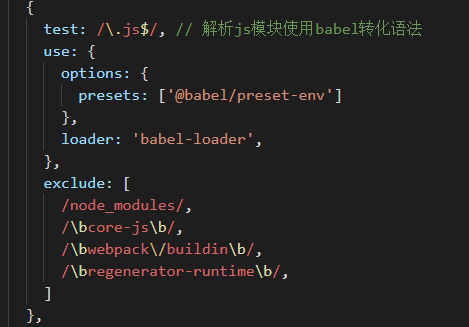 {
test: /\.js$/, // 解析js模块使用babel转化语法
use: {
options: {
presets: ['@babel/preset-env']
},
loader: 'babel-loader',
},
exclude: [
/node_modules/,
/\bcore-js\b/,
/\bwebpack\/buildin\b/,
/\bregenerator-runtime\b/,
]
},